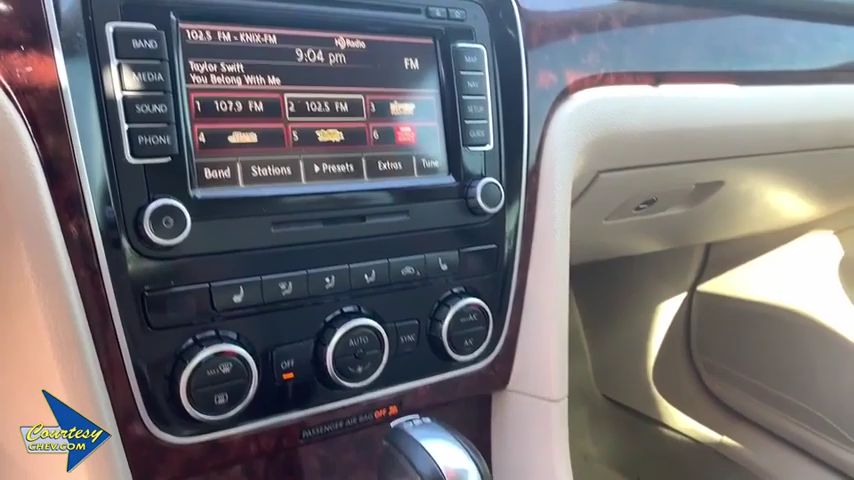 102.5 FM - KNIX-FM
HD Radio
9:04 pm
FM
Taylor Swift
You Belong With Me
1 107.9 FM
2 102.5 FM
3
4
5
6
Band
Stations
Presets
Extras
Tune
BAND
MEDIA
SOUND
PHONE
MAP
NAV
SETUP
GUIDE
OFF
AUTO
SYNC
A/C
PASSENGER AIR BAG OFF
Courtesy
CHEV.COM